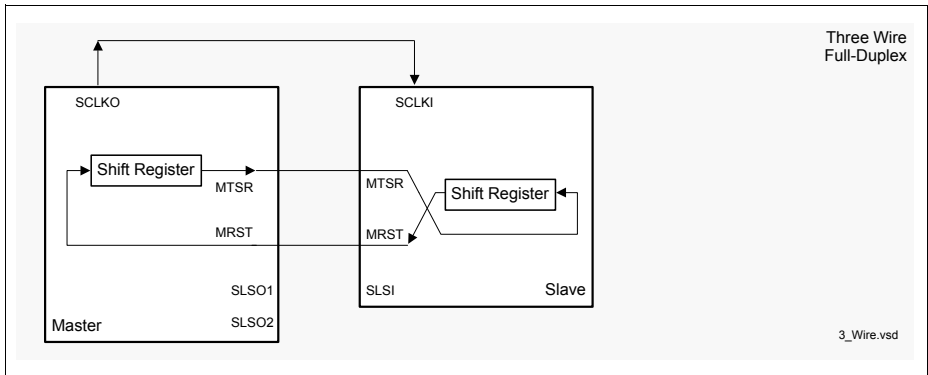 Three Wire
Full-Duplex
SCLKO
SCLKI
Shift Register
MTSR
MTSR
Shift Register
MRST
MRST
SLSO1
SLSI
Slave
SLSO2
Master
3_Wire.vsd